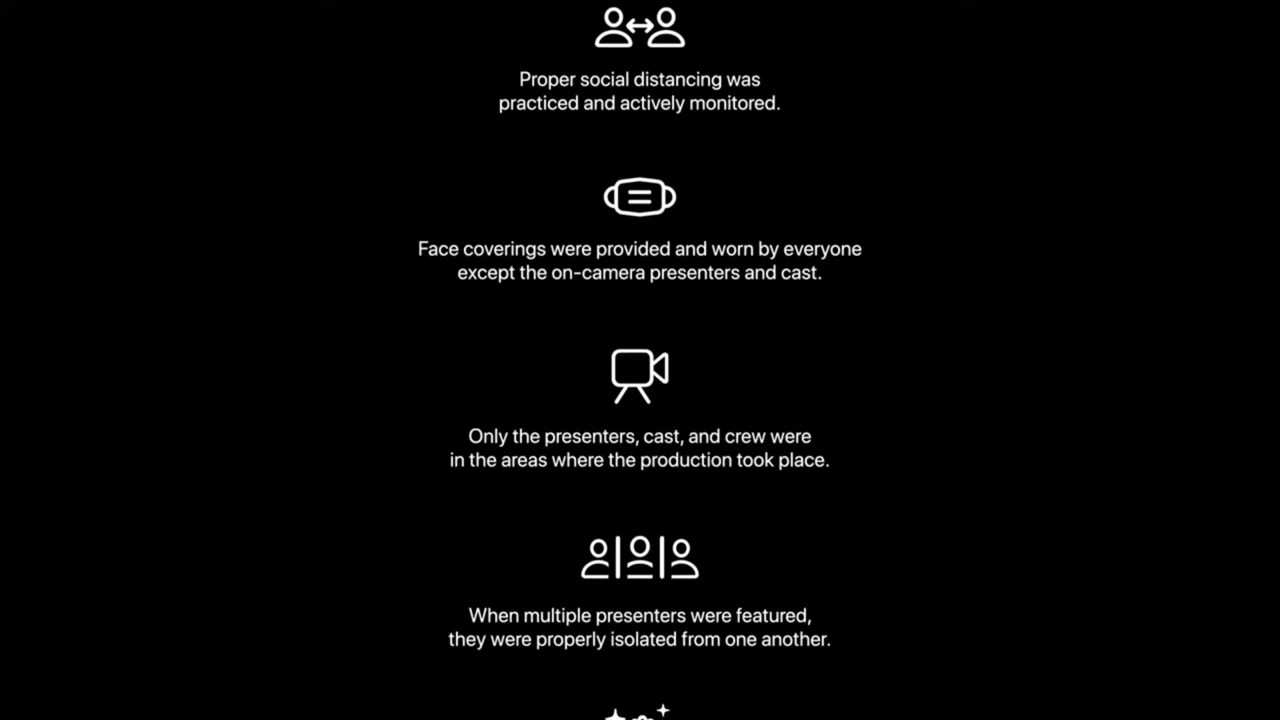 Proper social distancing was
practiced and actively monitored.
Face coverings were provided and worn by everyone
except the on-camera presenters and cast.
Only the presenters, cast, and crew were
in the areas where the production took place.
When multiple presenters were featured,
they were properly isolated from one another.